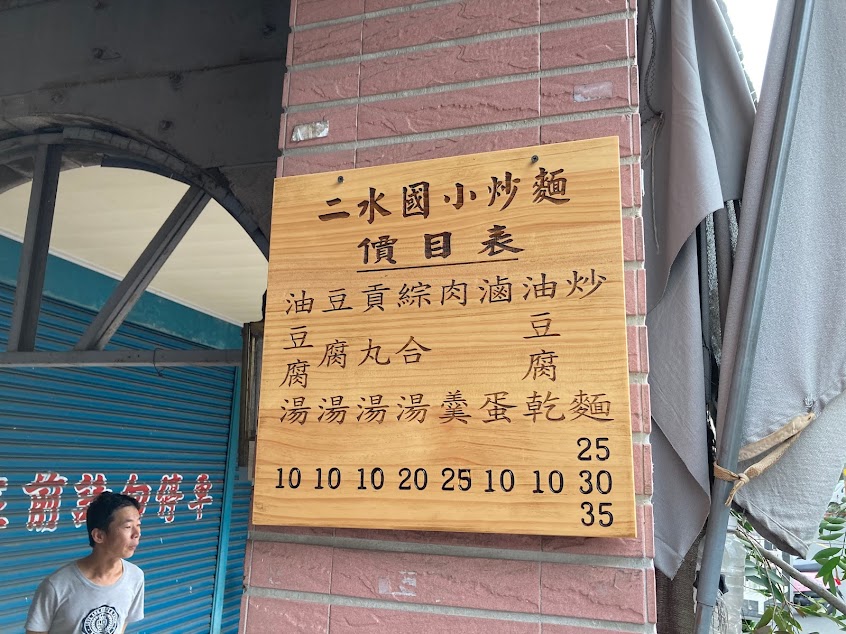 二水國小炒麵
價目表
炒麵 25 30 35
油豆腐乾 10
滷蛋 10
肉羹 25
綜合湯 20
貢丸湯 10
豆腐湯 10
油豆腐湯 10
前請勿停車